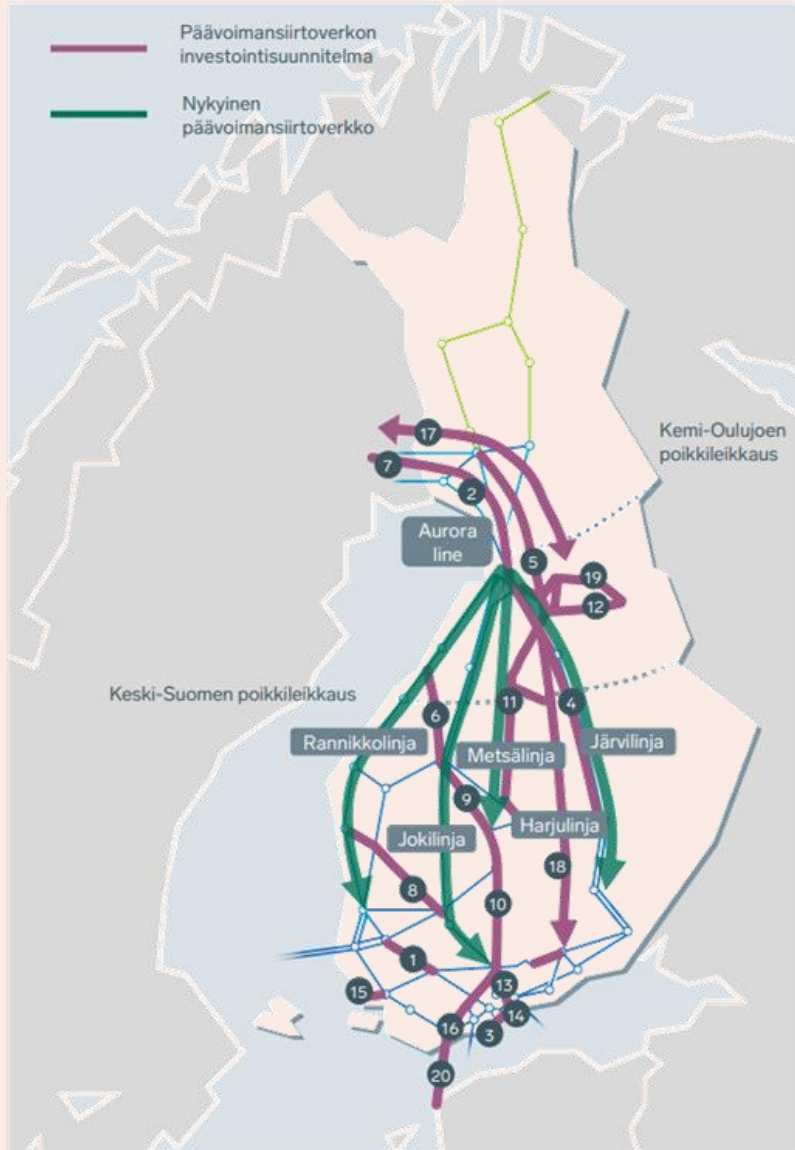 Päävoimansiirtoverkon
investointisuunnitelma
Nykyinen
päävoimansiirtoverkko
17
Kemi-Oulujoen
poikkileikkaus
7
2
Aurora
line
5
19
12
Keski-Suomen poikkileikkaus
6
11
4
Rannikkolinja
Metsälinja
Järvilinja
9
Jokilinja
Harjulinja
8
18
10
1
13
15
14
16
3
20